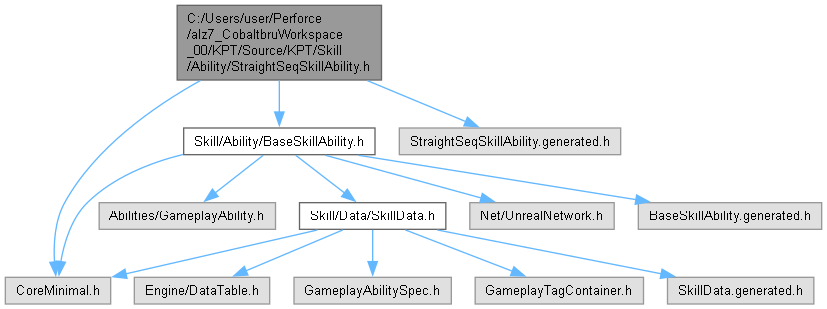 C:/Users/user/Perforce
/alz7_CobaltbruWorkspace
_00/KPT/Source/KPT/Skill
/Ability/StraightSeqSkillAbility.h
Skill/Ability/BaseSkillAbility.h
StraightSeqSkillAbility.generated.h
Abilities/GameplayAbility.h
Skill/Data/SkillData.h
Net/UnrealNetwork.h
BaseSkillAbility.generated.h
CoreMinimal.h
Engine/DataTable.h
GameplayAbilitySpec.h
GameplayTagContainer.h
SkillData.generated.h